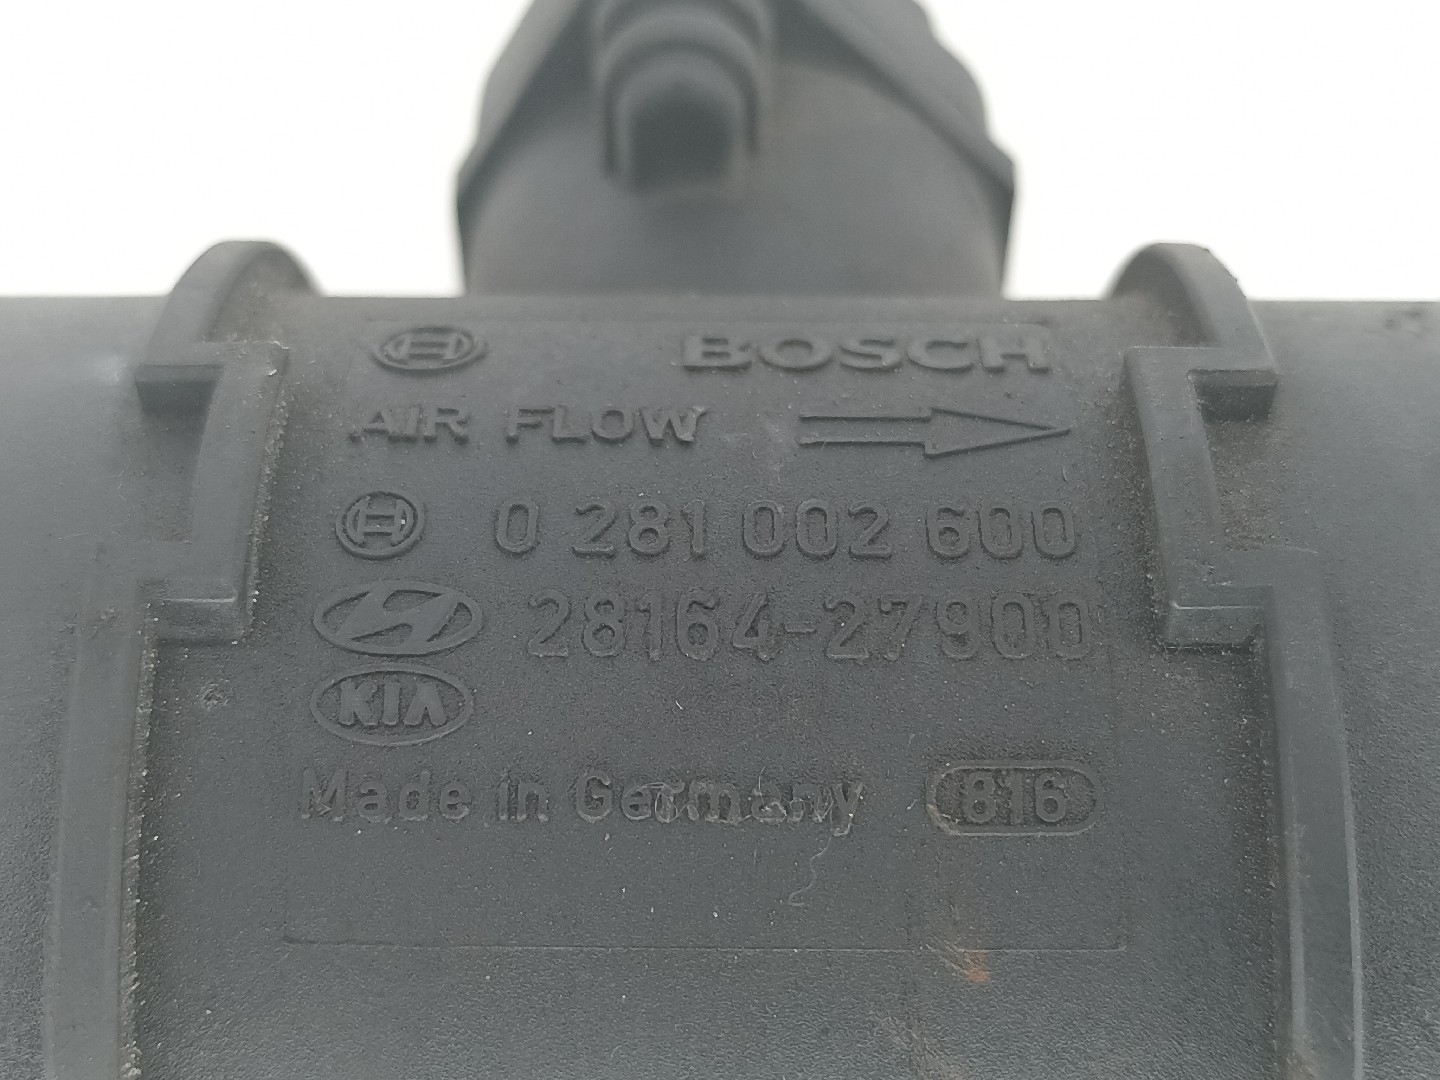 BOSCH
AIR FLOW
0 281 002 600
28164-27900
KIA
Made in Germany 816